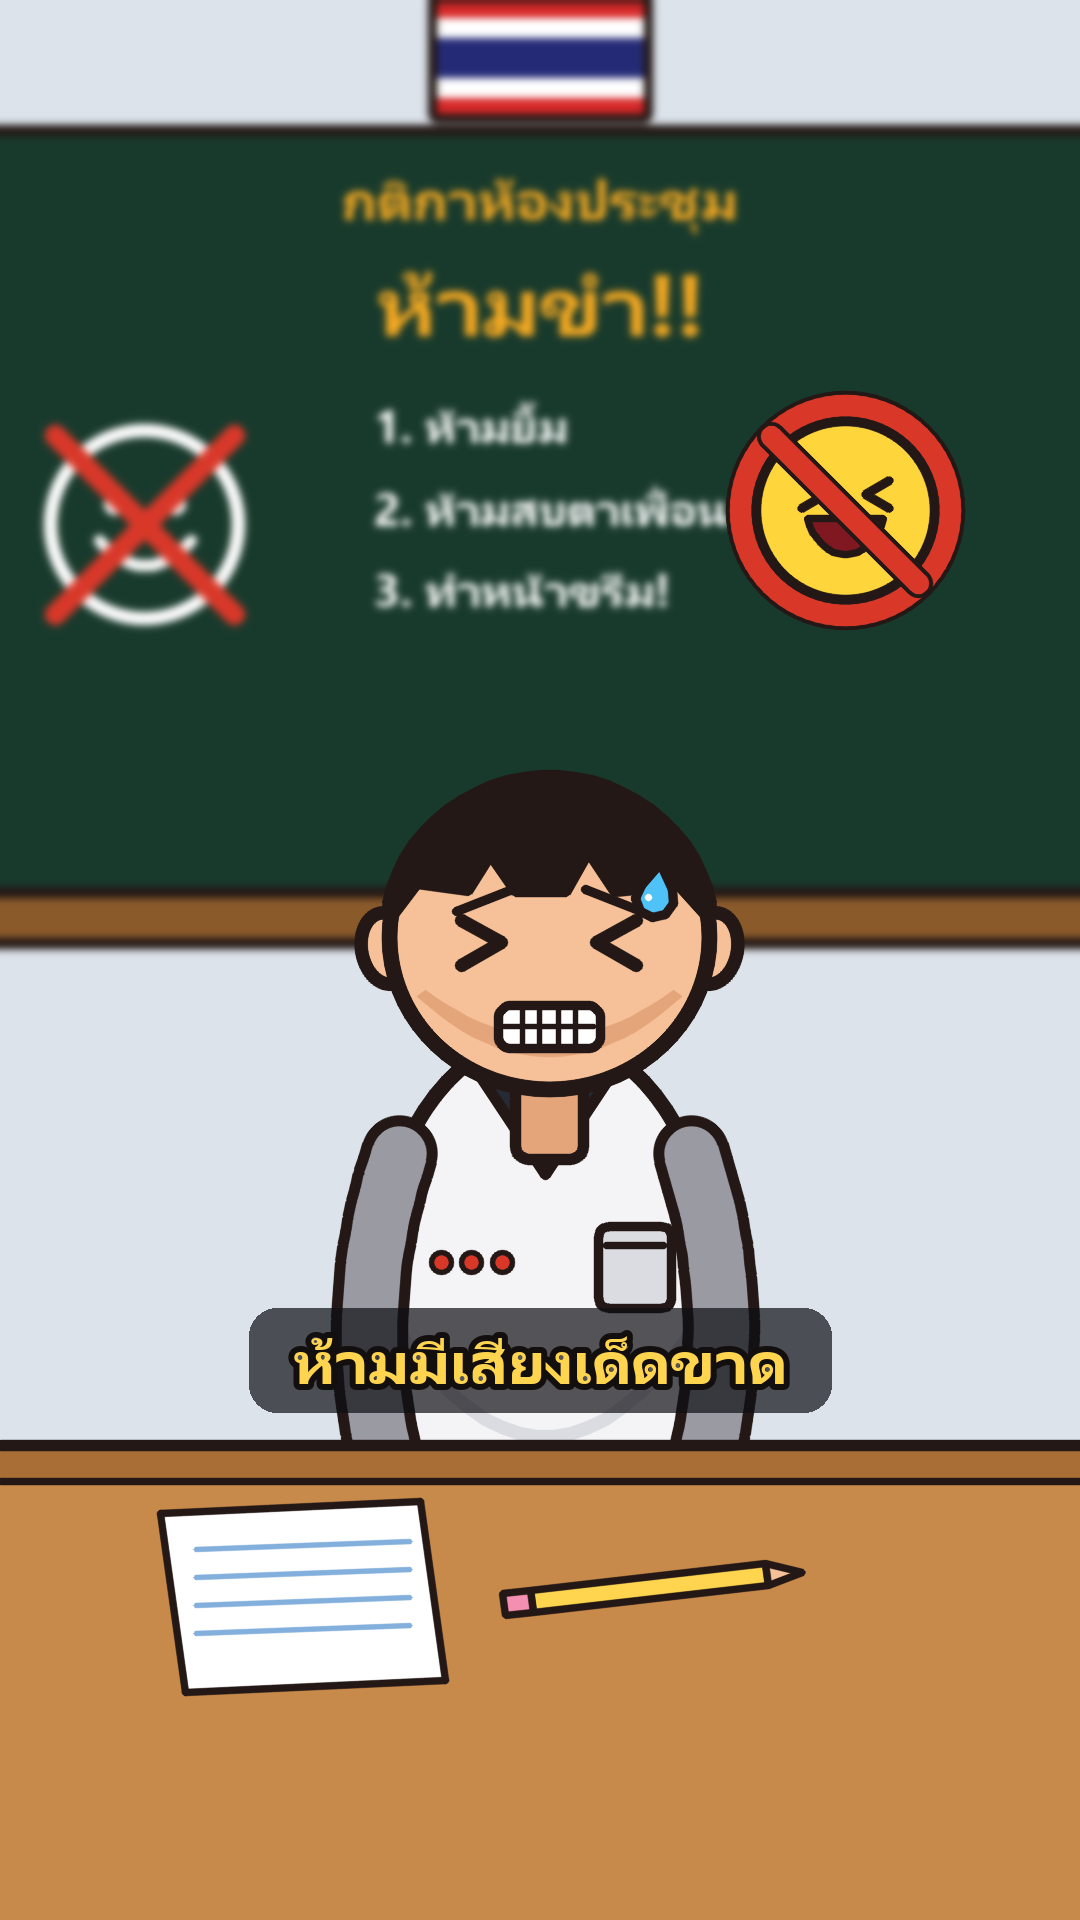 กติกาห้องประชุม
ห้ามขำ!!
1. ห้ามยิ้ม
2. ห้ามสบตาเพื่อน
3. ทำหน้าขรึม!
ห้ามมีเสียงเด็ดขาด